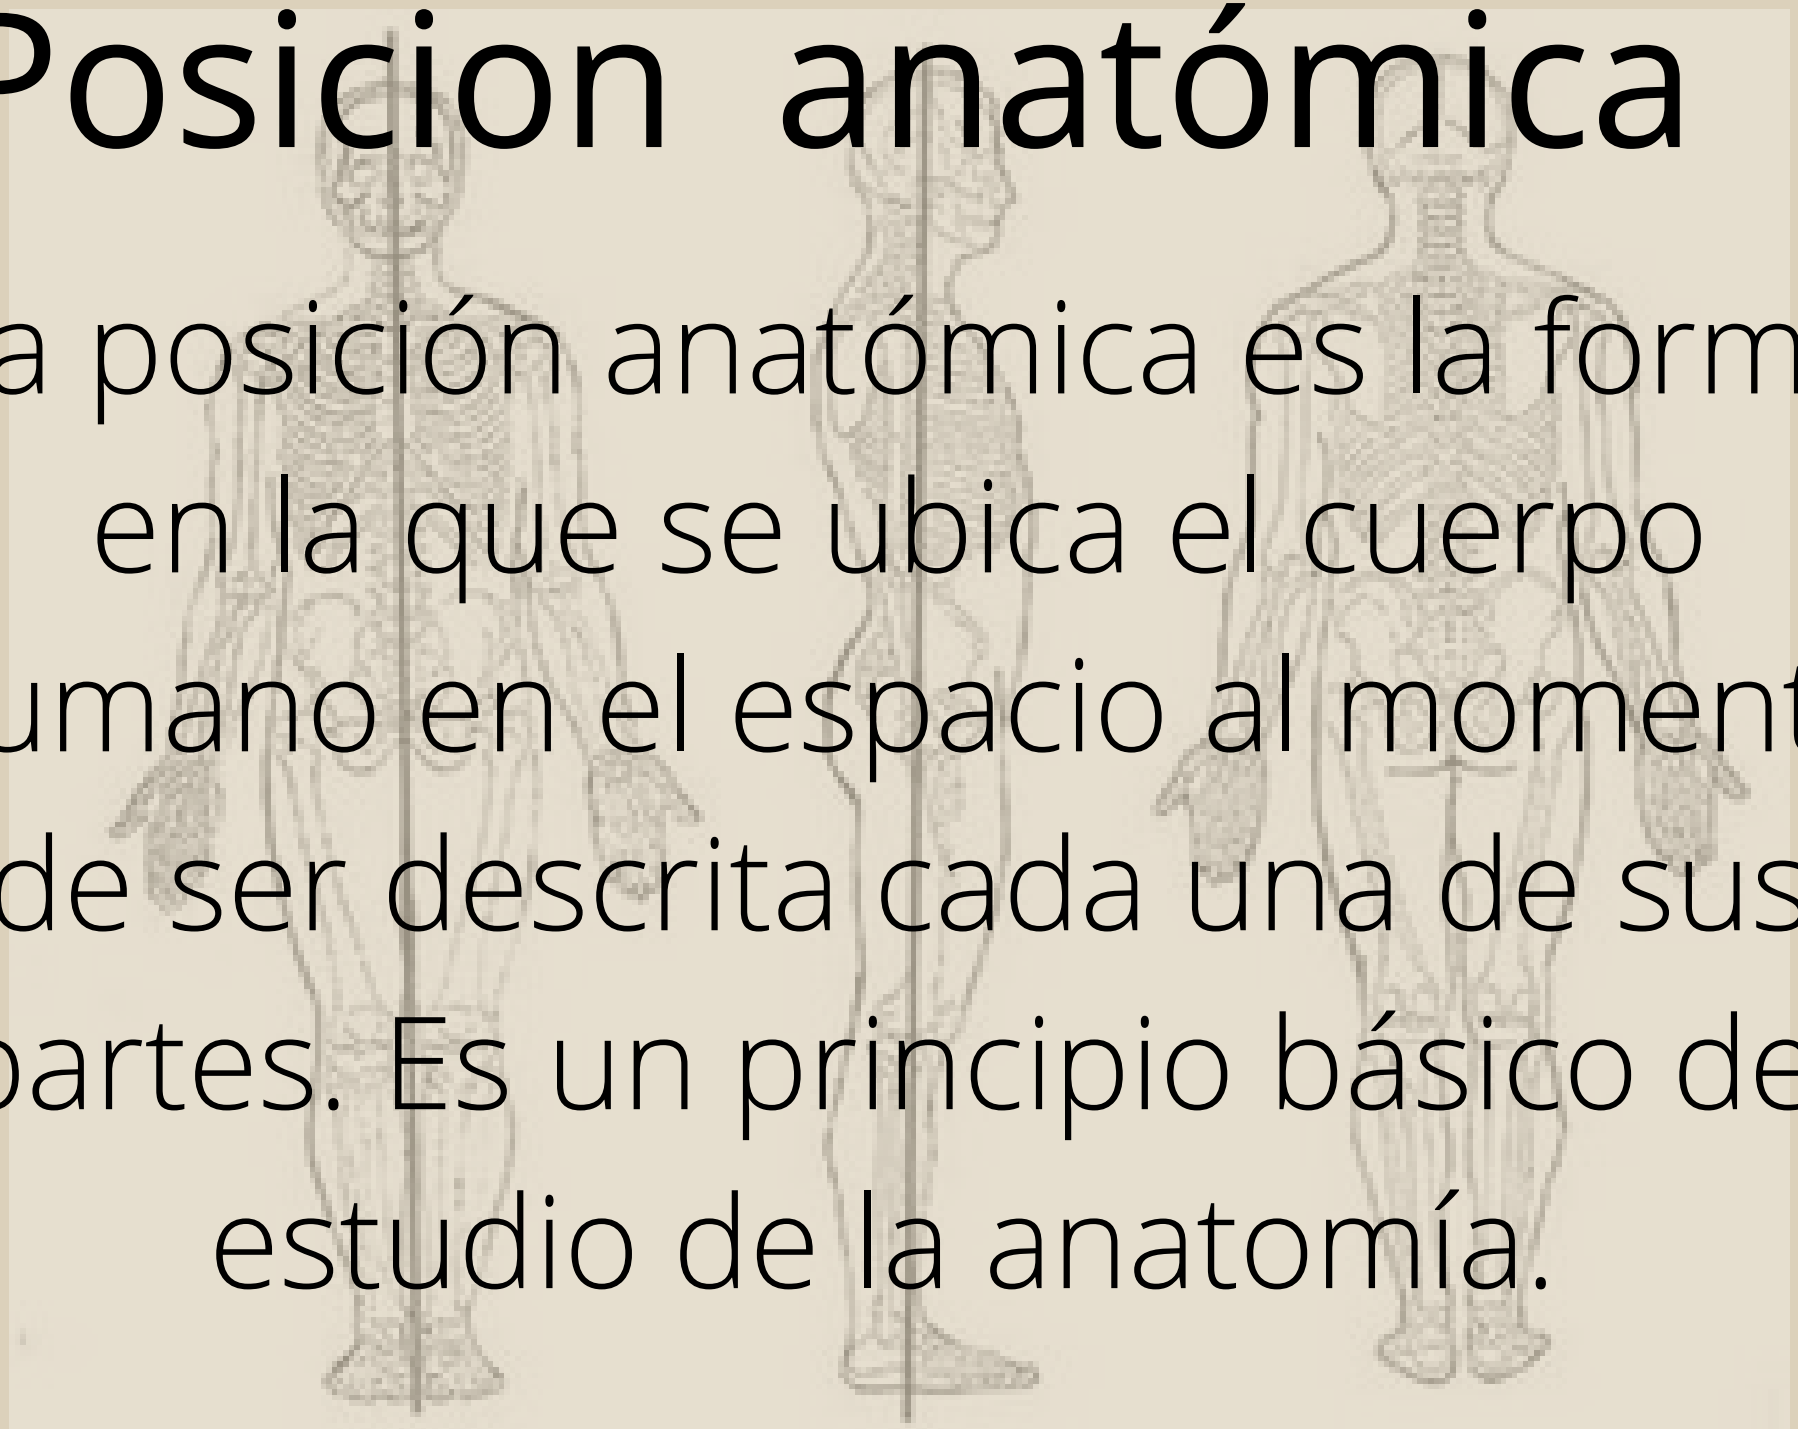 Posicion anatómica
a posición anatómica es la form
en la que se ubica el cuerpo
umano en el espacio al moment
de ser descrita cada una de sus
partes. Es un principio básico de
estudio de la anatomía.